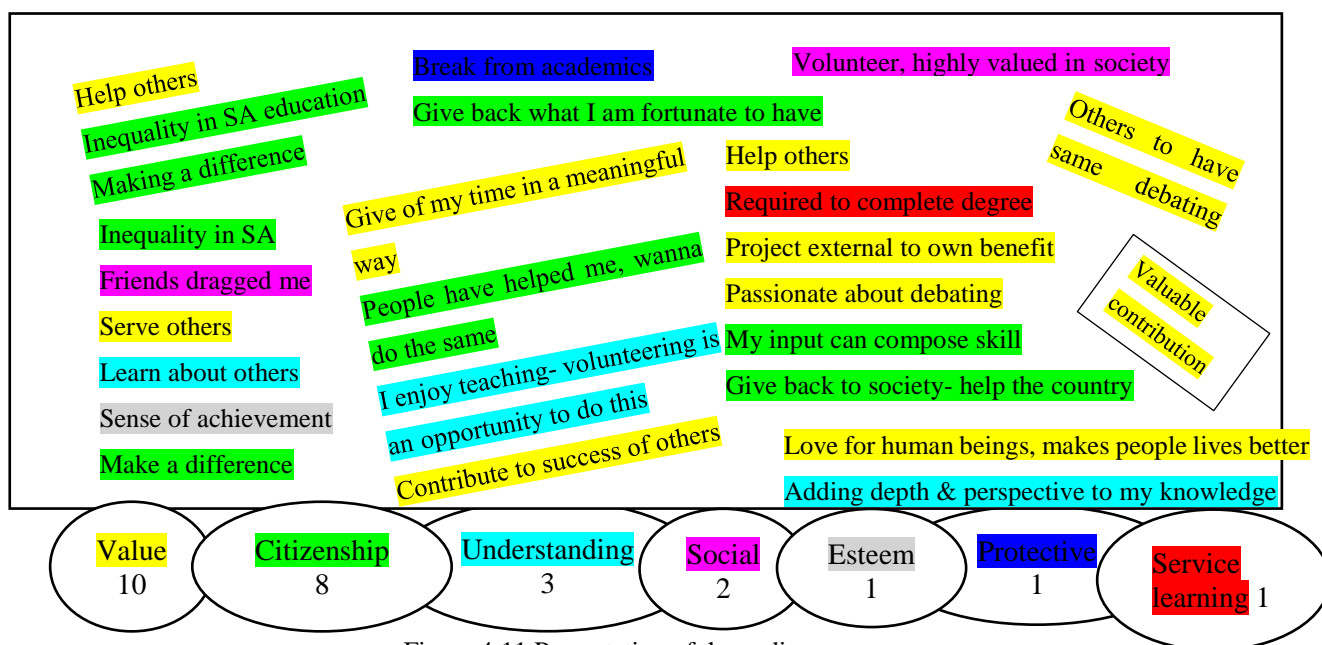 Help others
Inequality in SA education
Making a difference
Inequality in SA
Friends dragged me
Serve others
Learn about others
Sense of achievement
Make a difference
Break from academics
Give back what I am fortunate to have
Give of my time in a meaningful
way
People have helped me, wanna
do the same
I enjoy teaching- volunteering is
an opportunity to do this
Contribute to success of others
Volunteer, highly valued in society
Help others
Required to complete degree
Project external to own benefit
Passionate about debating
My input can compose skill
Give back to society- help the country
Others to have
same debating
Valuable
contribution
Love for human beings, makes people lives better
Adding depth & perspective to my knowledge
Value
10
Citizenship
8
Understanding
3
Social
2
Esteem
1
Protective
1
Service
learning 1
Figure 4-11 Presentation of the